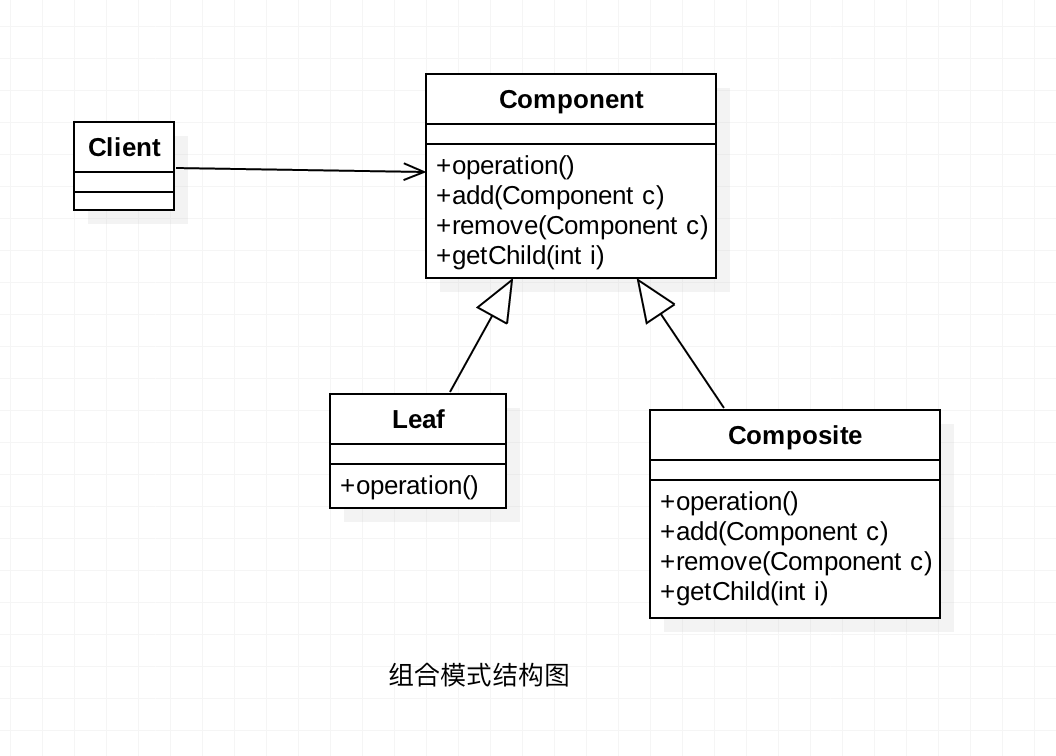 Client
Component
+operation()
+add(Component c)
+remove(Component c)
+getChild(int i)
Leaf
+operation()
Composite
+operation()
+add(Component c)
+remove(Component c)
+getChild(int i)
组合模式结构图